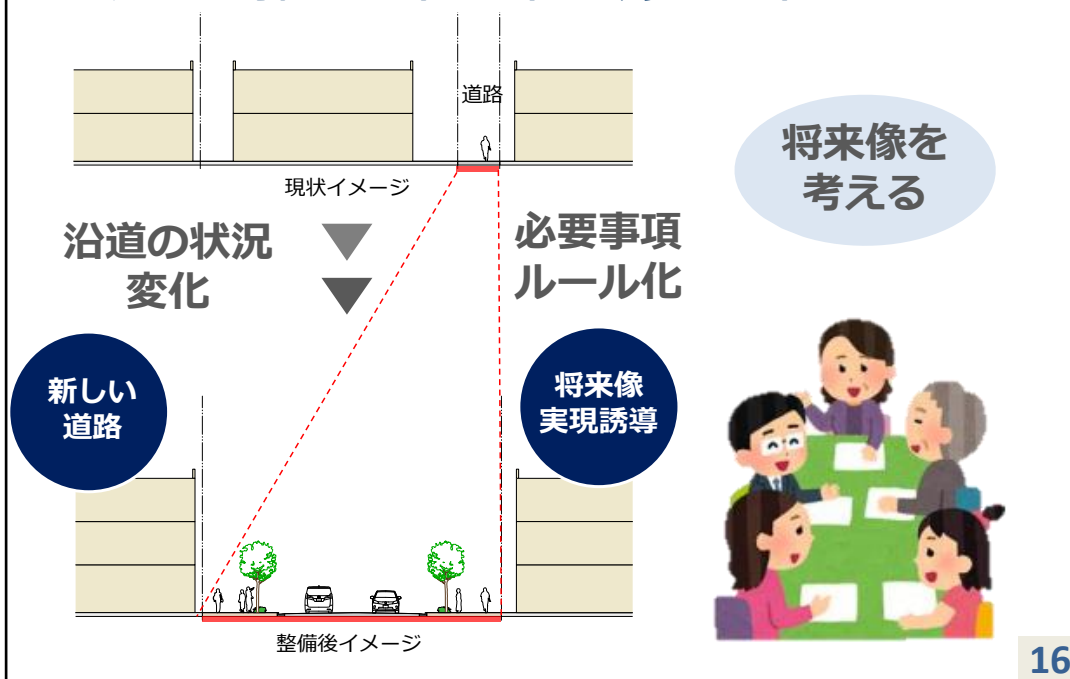 道路
現状イメージ
将来像を
考える
沿道の状況
変化
必要事項
ルール化
新しい
道路
将来像
実現誘導
整備後イメージ
16